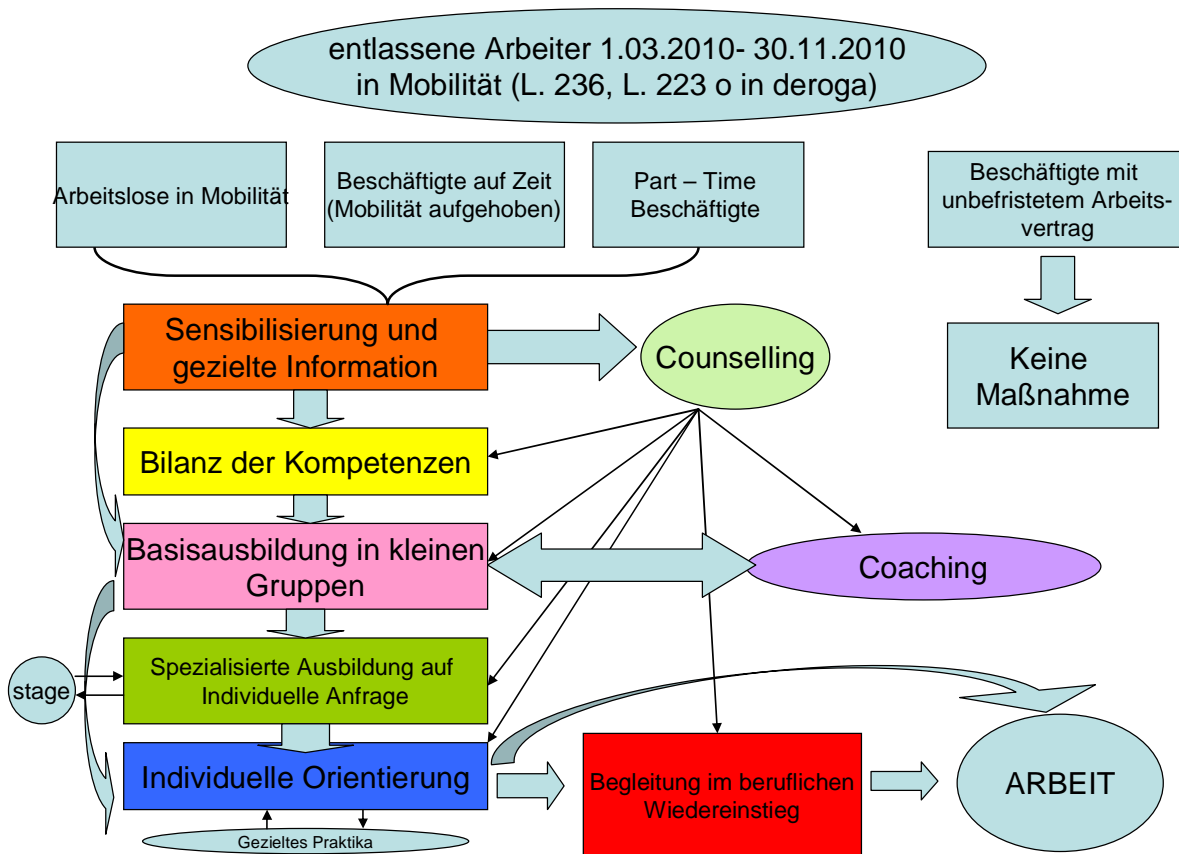 entlassene Arbeiter 1.03.2010- 30.11.2010
in Mobilität (L. 236, L. 223 o in deroga)
Arbeitslose in Mobilität
Beschäftigte auf Zeit
(Mobilität aufgehoben)
Part – Time
Beschäftigte
Beschäftigte mit
unbefristetem Arbeits-
vertrag
Sensibilisierung und
gezielte Information
Counselling
Keine
Maßnahme
Bilanz der Kompetenzen
Basisausbildung in kleinen
Gruppen
Coaching
Spezialisierte Ausbildung auf
Individuelle Anfrage
stage
Individuelle Orientierung
Begleitung im beruflichen
Wiedereinstieg
ARBEIT
Gezieltes Praktika